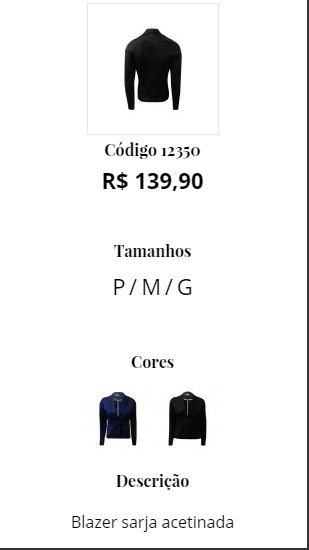 Código 12350
R$ 139,90
Tamanhos
P / M / G
Cores
Descrição
Blazer sarja acetinada